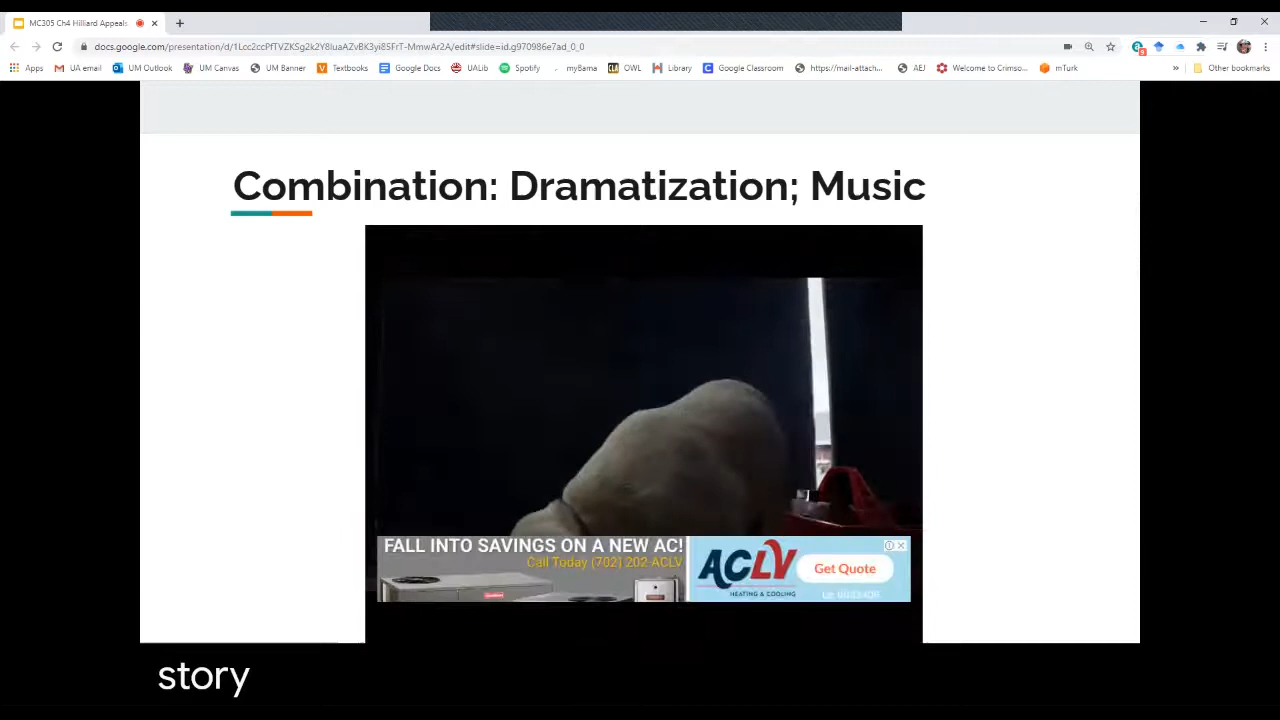 MC305 Ch4 Hilliard Appeals
docs.google.com/presentation/d/1Lcc2ccPfTVZKSg2k2Y8luaAZvBK3yi8SFrT-MmwAr2A/edit#slide=id.g970986e7ad_0_0
Apps UA email UM Outlook UM Canvas UM Banner Textbooks Google Docs UALib Spotify myBama OWL Library Google Classroom https://mail-attach... AEJ Welcome to Crimso... mTurk » Other bookmarks
Combination: Dramatization; Music
FALL INTO SAVINGS ON A NEW AC!
Call Today (702) 202-ACLV
ACLV
HEATING & COOLING
Get Quote
story